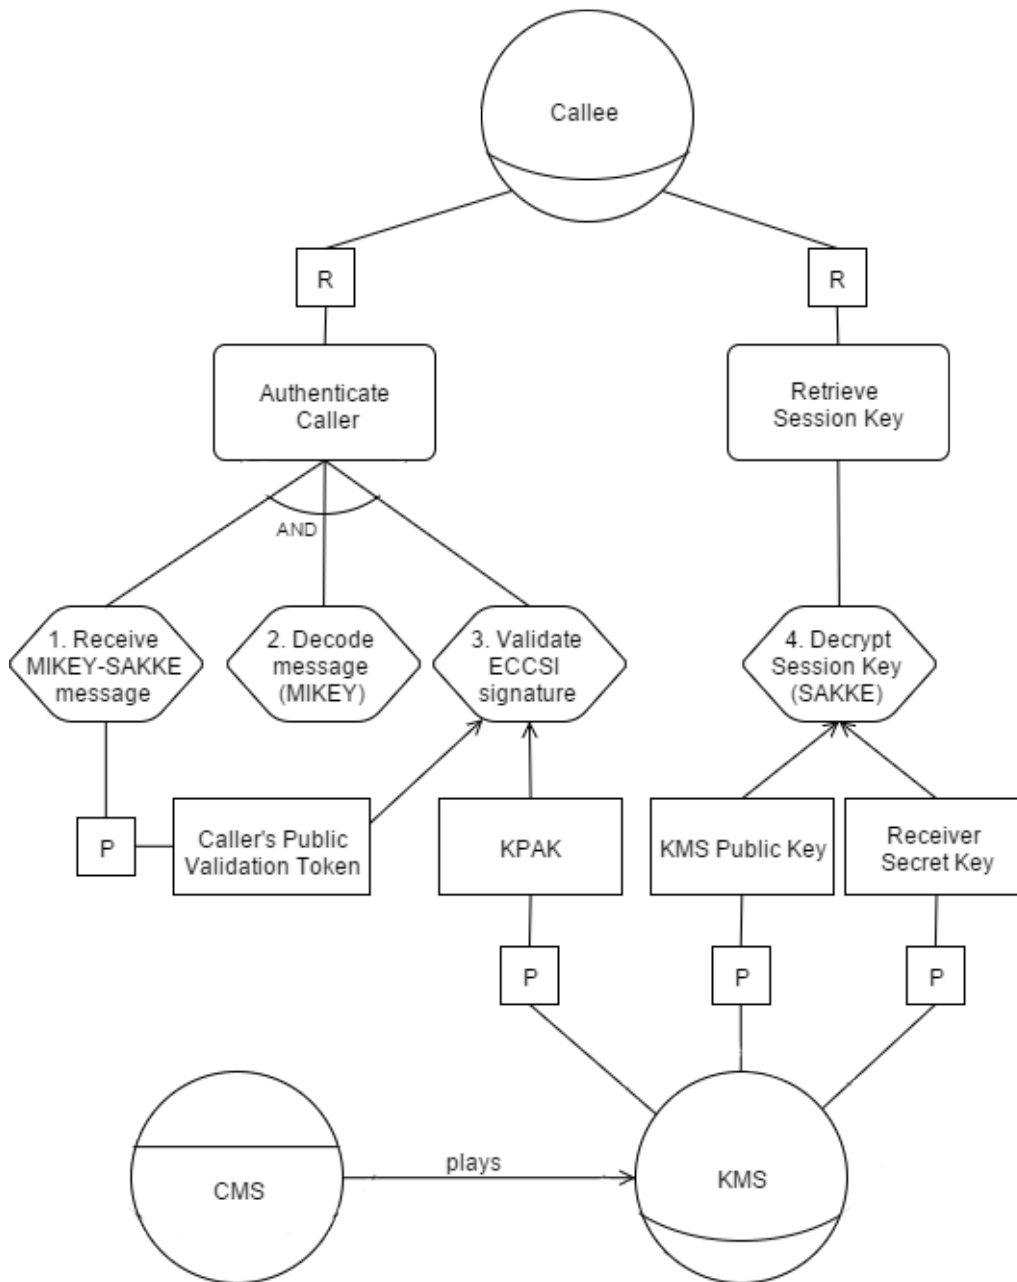 Callee
R
R
Authenticate
Caller
Retrieve
Session Key
AND
1. Receive
MIKEY-SAKKE
message
2. Decode
message
(MIKEY)
3. Validate
ECCSI
signature
4. Decrypt
Session Key
(SAKKE)
P
Caller's Public
Validation Token
KPAK
KMS Public Key
Receiver
Secret Key
P
P
P
CMS
plays
KMS